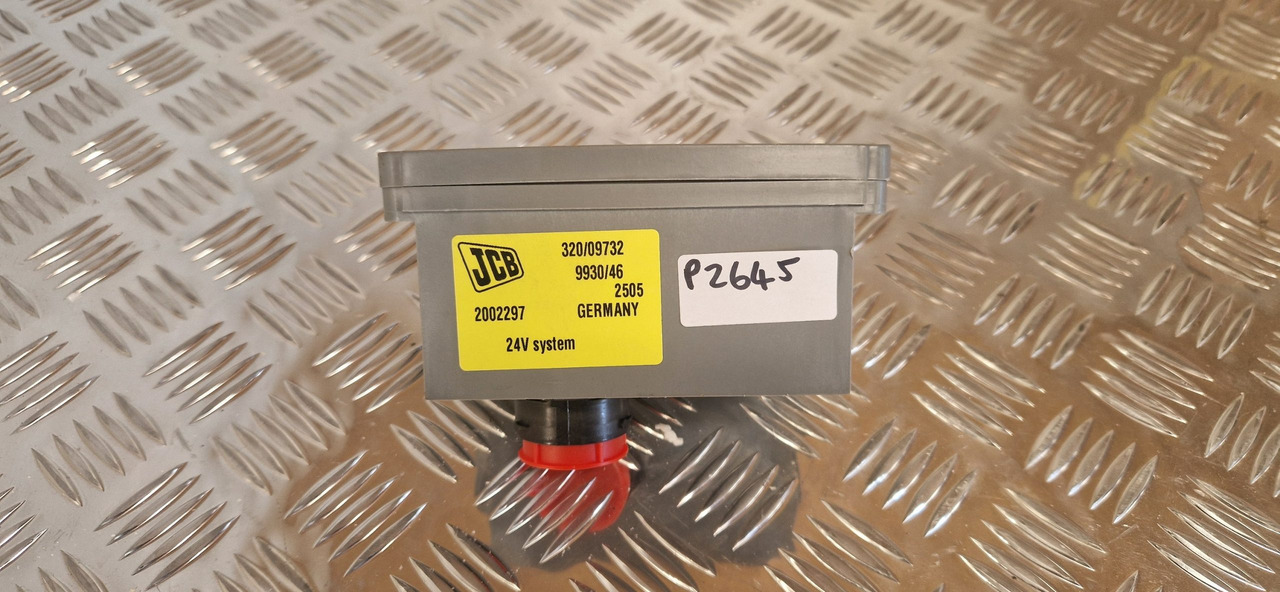 JCB
320/09732
9930/46
2505
2002297 GERMANY
24V system
P2645